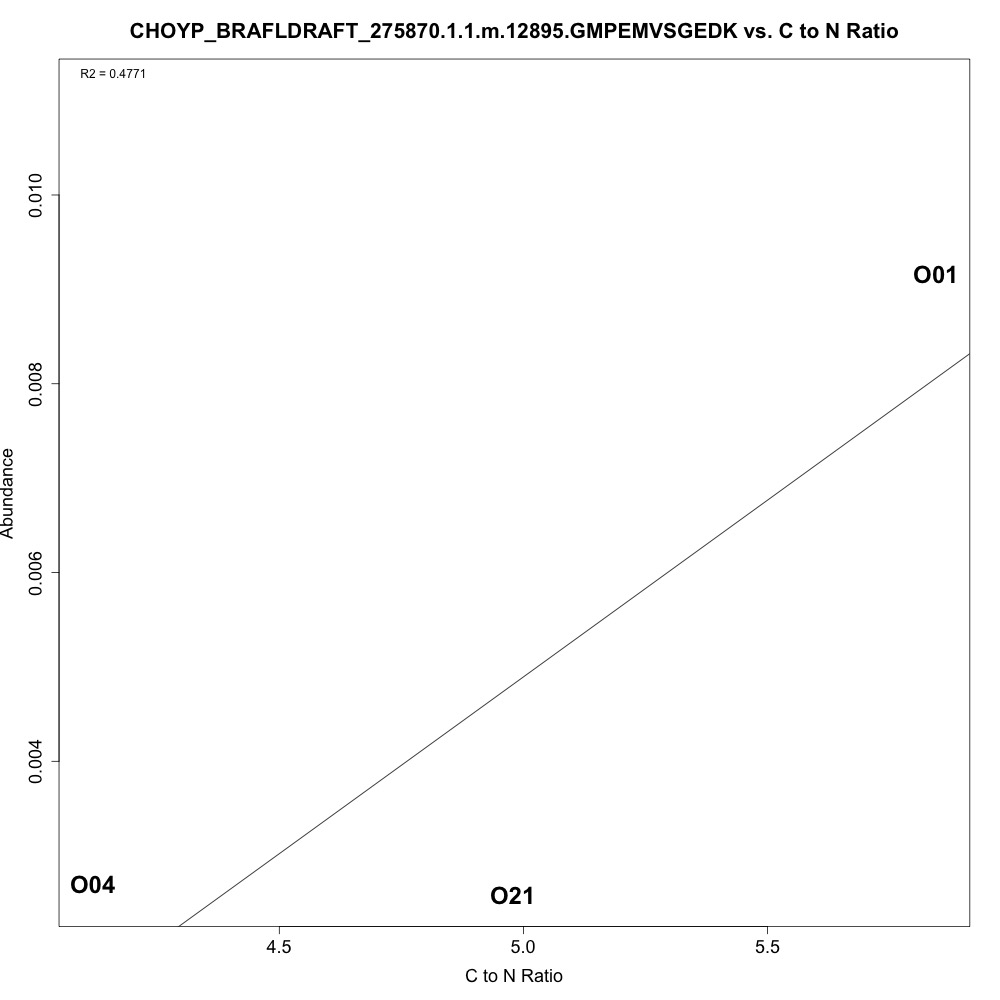 CHOYP_BRAFLDRAFT_275870.1.1.m.12895.GMPEMVSGEDK vs. C to N Ratio
R2 = 0.4771
0.010
O01
0.008
Abundance
0.006
0.004
O04
O21
4.5 5.0 5.5
C to N Ratio